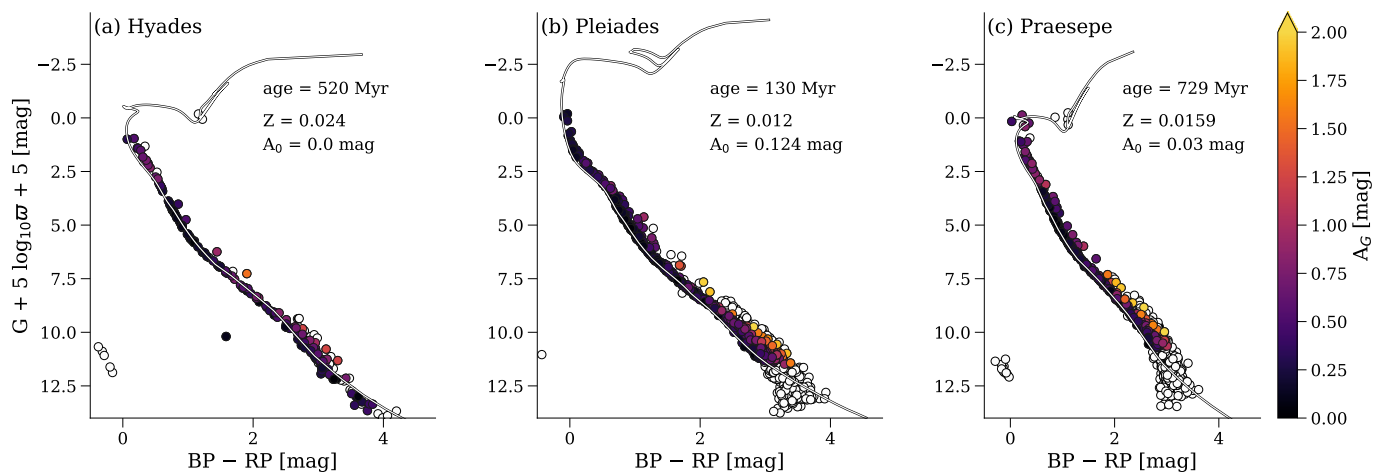 (a) Hyades
(b) Pleiades
(c) Praesepe
age = 520 Myr
Z = 0.024
A₀ = 0.0 mag
age = 130 Myr
Z = 0.012
A₀ = 0.124 mag
age = 729 Myr
Z = 0.0159
A₀ = 0.03 mag
G + 5 log₁₀ϖ + 5 [mag]
−2.5
0.0
2.5
5.0
7.5
10.0
12.5
−2.5
0.0
2.5
5.0
7.5
10.0
12.5
−2.5
0.0
2.5
5.0
7.5
10.0
12.5
0 2 4
0 2 4
0 2 4
BP − RP [mag]
BP − RP [mag]
BP − RP [mag]
2.00
1.75
1.50
1.25
1.00
0.75
0.50
0.25
0.00
A_G [mag]